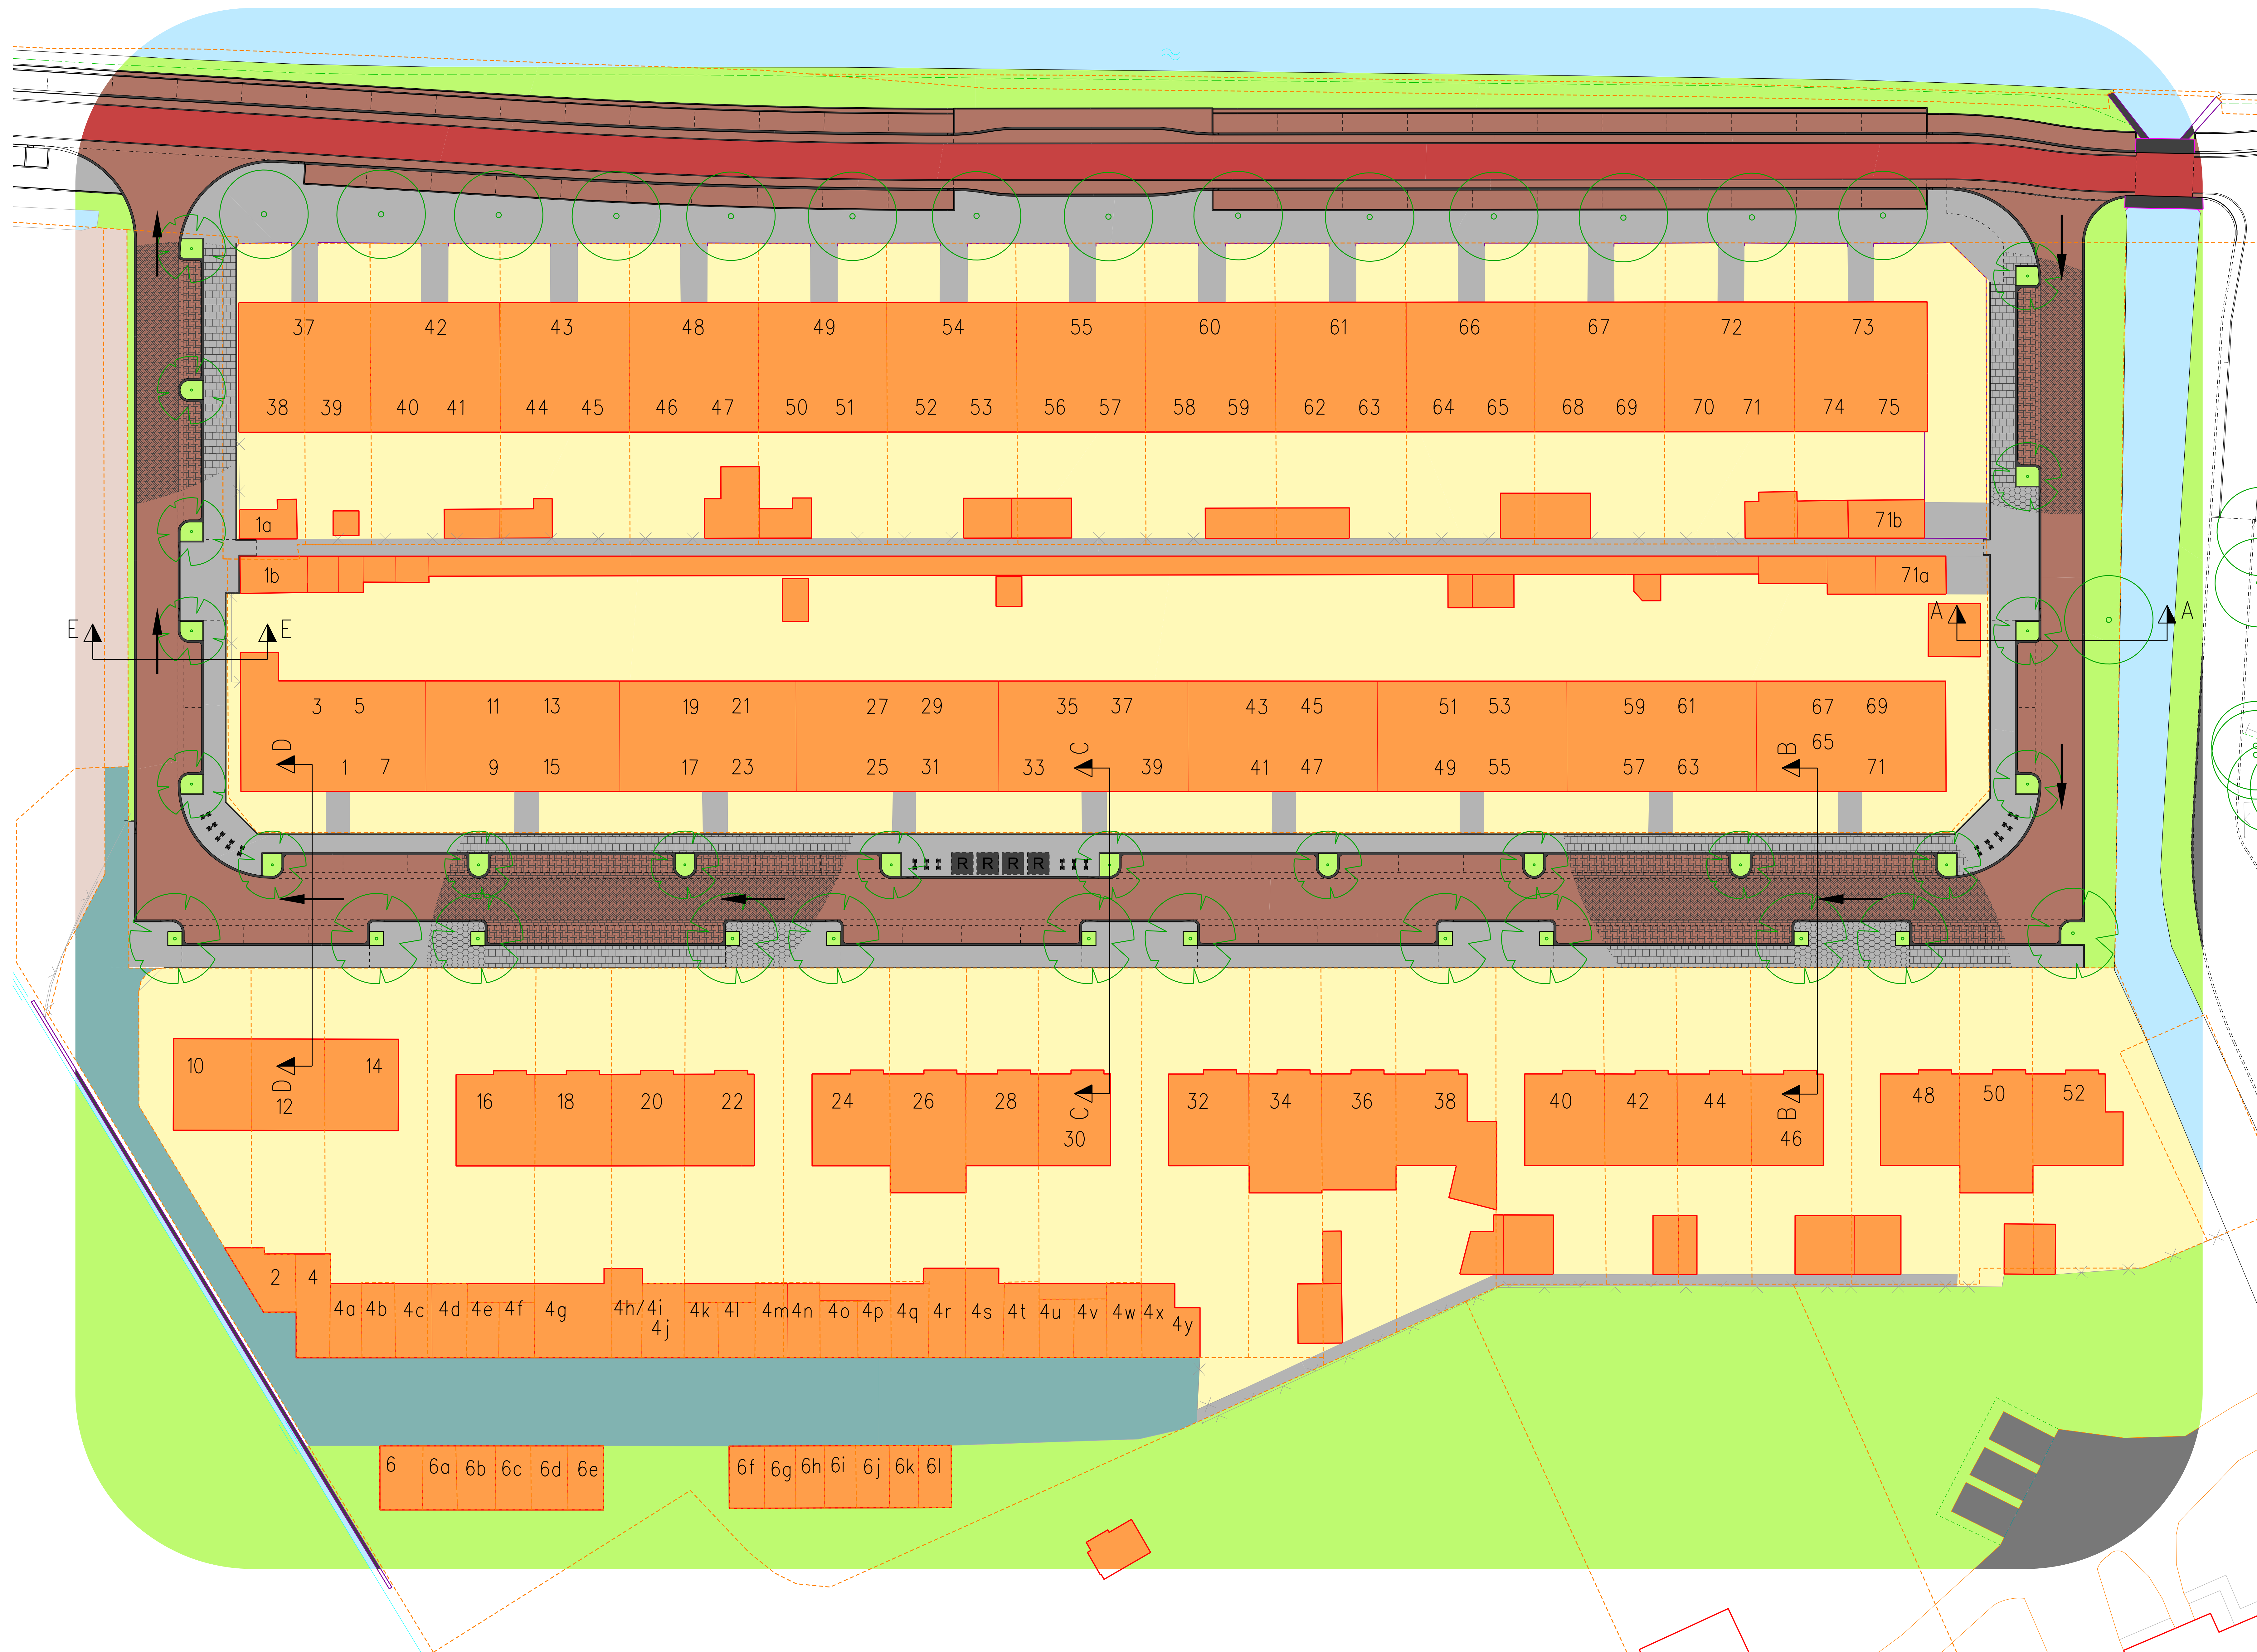 37 42 43 48 49 54 55 60 61 66 67 72 73
38 39 40 41 44 45 46 47 50 51 52 53 56 57 58 59 62 63 64 65 68 69 70 71 74 75
1a 71b
1b 71a
E E A A
3 5 11 13 19 21 27 29 35 37 43 45 51 53 59 61 67 69
65
D C B
1 7 9 15 17 23 25 31 33 39 41 47 49 55 57 63 71
R R R R
10 14
D
12
16 18 20 22 24 26 28 32 34 36 38 40 42 44 48 50 52
C B
30 46
2 4
4a 4b 4c 4d 4e 4f 4g 4h/4i 4k 4l 4m 4n 4o 4p 4q 4r 4s 4t 4u 4v 4w 4x
4j 4y
6 6a 6b 6c 6d 6e 6f 6g 6h 6i 6j 6k 6l